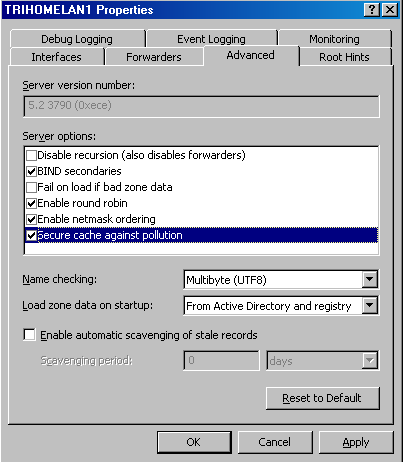 TRIHOMELAN1 Properties
Debug Logging Event Logging Monitoring
Interfaces Forwarders Advanced Root Hints
Server version number:
5.2 3790 (0xece)
Server options:
Disable recursion (also disables forwarders)
BIND secondaries
Fail on load if bad zone data
Enable round robin
Enable netmask ordering
Secure cache against pollution
Name checking: Multibyte (UTF8)
Load zone data on startup: From Active Directory and registry
Enable automatic scavenging of stale records
Scavenging period: 0 days
Reset to Default
OK Cancel Apply